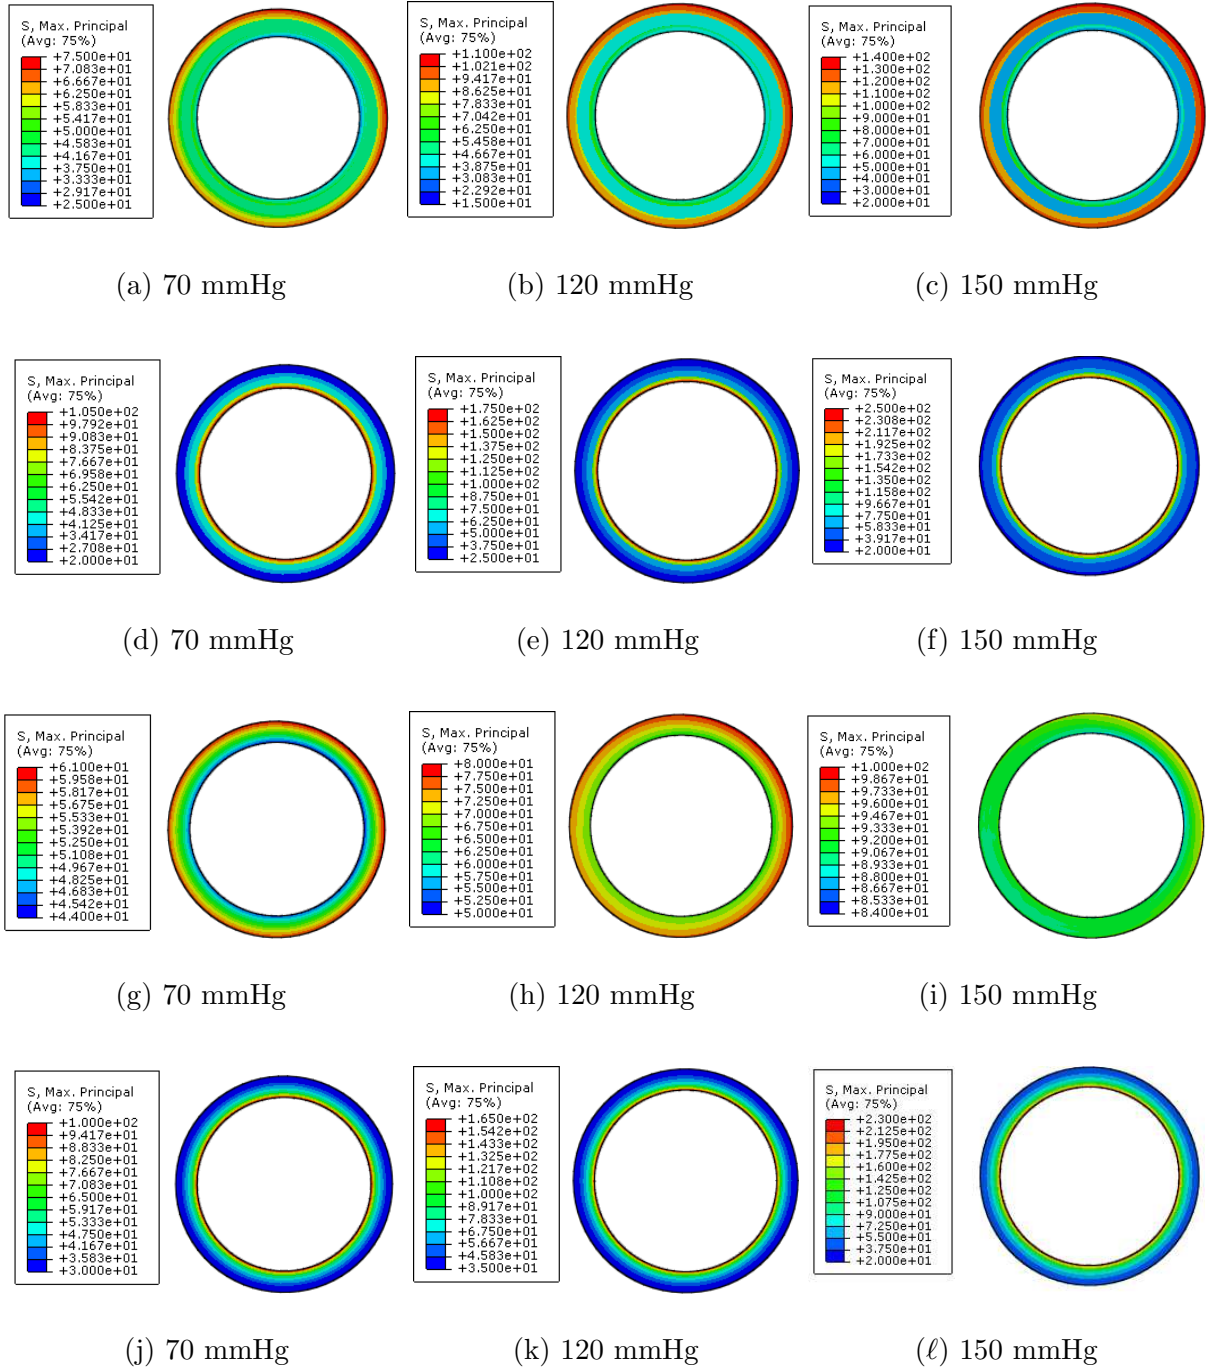 S, Max. Principal
(Avg: 75%)
+7.500e+01
+7.083e+01
+6.667e+01
+6.250e+01
+5.833e+01
+5.417e+01
+5.000e+01
+4.583e+01
+4.167e+01
+3.750e+01
+3.333e+01
+2.917e+01
+2.500e+01
(a) 70 mmHg
S, Max. Principal
(Avg: 75%)
+1.100e+02
+1.021e+02
+9.417e+01
+8.625e+01
+7.833e+01
+7.042e+01
+6.250e+01
+5.458e+01
+4.667e+01
+3.875e+01
+3.083e+01
+2.292e+01
+1.500e+01
(b) 120 mmHg
S, Max. Principal
(Avg: 75%)
+1.400e+02
+1.300e+02
+1.200e+02
+1.100e+02
+1.000e+02
+9.000e+01
+8.000e+01
+7.000e+01
+6.000e+01
+5.000e+01
+4.000e+01
+3.000e+01
+2.000e+01
(c) 150 mmHg
S, Max. Principal
(Avg: 75%)
+1.050e+02
+9.792e+01
+9.083e+01
+8.375e+01
+7.667e+01
+6.958e+01
+6.250e+01
+5.542e+01
+4.833e+01
+4.125e+01
+3.417e+01
+2.708e+01
+2.000e+01
(d) 70 mmHg
S, Max. Principal
(Avg: 75%)
+1.750e+02
+1.625e+02
+1.500e+02
+1.375e+02
+1.250e+02
+1.125e+02
+1.000e+02
+8.750e+01
+7.500e+01
+6.250e+01
+5.000e+01
+3.750e+01
+2.500e+01
(e) 120 mmHg
S, Max. Principal
(Avg: 75%)
+2.500e+02
+2.308e+02
+2.117e+02
+1.925e+02
+1.733e+02
+1.542e+02
+1.350e+02
+1.158e+02
+9.667e+01
+7.750e+01
+5.833e+01
+3.917e+01
+2.000e+01
(f) 150 mmHg
S, Max. Principal
(Avg: 75%)
+6.100e+01
+5.958e+01
+5.817e+01
+5.675e+01
+5.533e+01
+5.392e+01
+5.250e+01
+5.108e+01
+4.967e+01
+4.825e+01
+4.683e+01
+4.542e+01
+4.400e+01
(g) 70 mmHg
S, Max. Principal
(Avg: 75%)
+8.000e+01
+7.750e+01
+7.500e+01
+7.250e+01
+7.000e+01
+6.750e+01
+6.500e+01
+6.250e+01
+6.000e+01
+5.750e+01
+5.500e+01
+5.250e+01
+5.000e+01
(h) 120 mmHg
S, Max. Principal
(Avg: 75%)
+1.000e+02
+9.867e+01
+9.733e+01
+9.600e+01
+9.467e+01
+9.333e+01
+9.200e+01
+9.067e+01
+8.933e+01
+8.800e+01
+8.667e+01
+8.533e+01
+8.400e+01
(i) 150 mmHg
S, Max. Principal
(Avg: 75%)
+1.000e+02
+9.417e+01
+8.833e+01
+8.250e+01
+7.667e+01
+7.083e+01
+6.500e+01
+5.917e+01
+5.333e+01
+4.750e+01
+4.167e+01
+3.583e+01
+3.000e+01
(j) 70 mmHg
S, Max. Principal
(Avg: 75%)
+1.650e+02
+1.542e+02
+1.433e+02
+1.325e+02
+1.217e+02
+1.108e+02
+1.000e+02
+8.917e+01
+7.833e+01
+6.750e+01
+5.667e+01
+4.583e+01
+3.500e+01
(k) 120 mmHg
S, Max. Principal
(Avg: 75%)
+2.300e+02
+2.125e+02
+1.950e+02
+1.775e+02
+1.600e+02
+1.425e+02
+1.250e+02
+1.075e+02
+9.000e+01
+7.250e+01
+5.500e+01
+3.750e+01
+2.000e+01
(ℓ) 150 mmHg